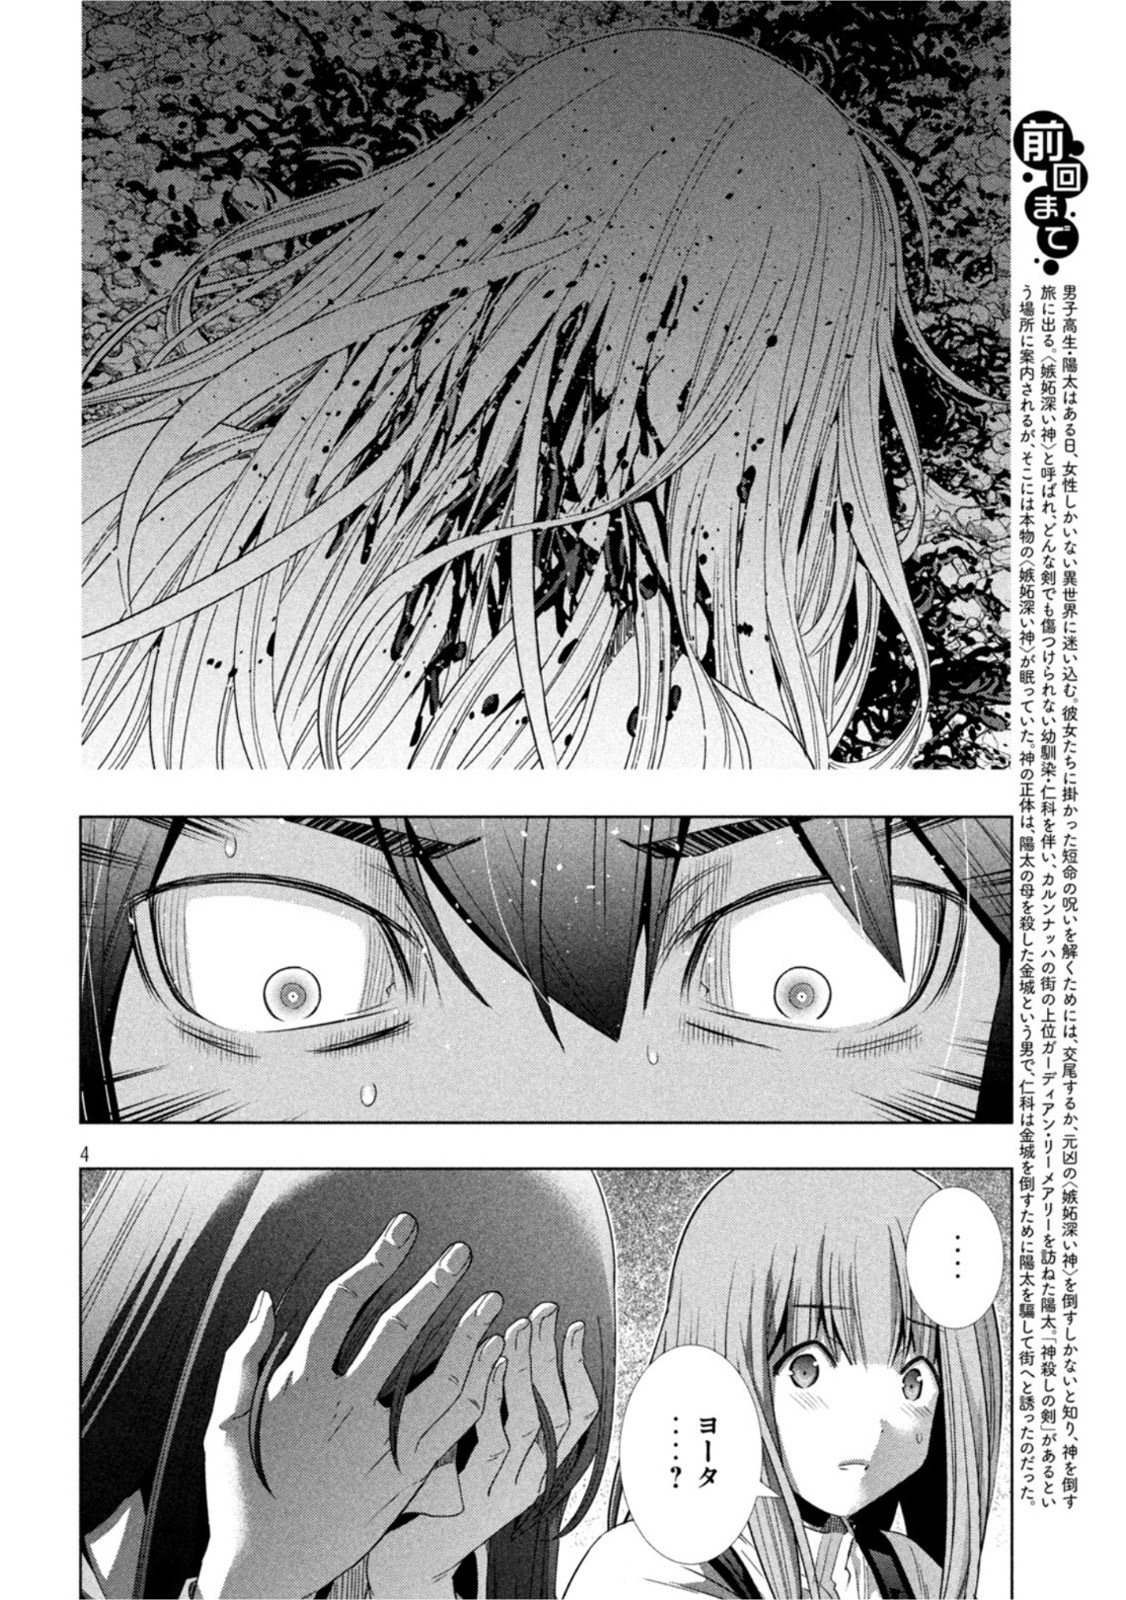 前回まで
男子高生・陽太はある日、女性しかいない異世界に迷い込む。彼女たちに掛かった短命の呪いを解くためには、交尾するか、元凶の〈嫉妬深い神〉を倒すしかないと知り、神を倒す
旅に出る。〈嫉妬深い神〉と呼ばれ、どんな剣でも傷つけられない幼馴染・仁科を伴い、カルンナッハの街の上位ガーディアン・リーメアリーを訪ねた陽太。「神殺しの剣」があるとい
う場所に案内されるが、そこには本物の〈嫉妬深い神〉が眠っていた。神の正体は、陽太の母を殺した金城という男で、仁科は金城を倒すために陽太を騙して街へと誘ったのだった。
・・・・
ヨータ
・・・・?
4